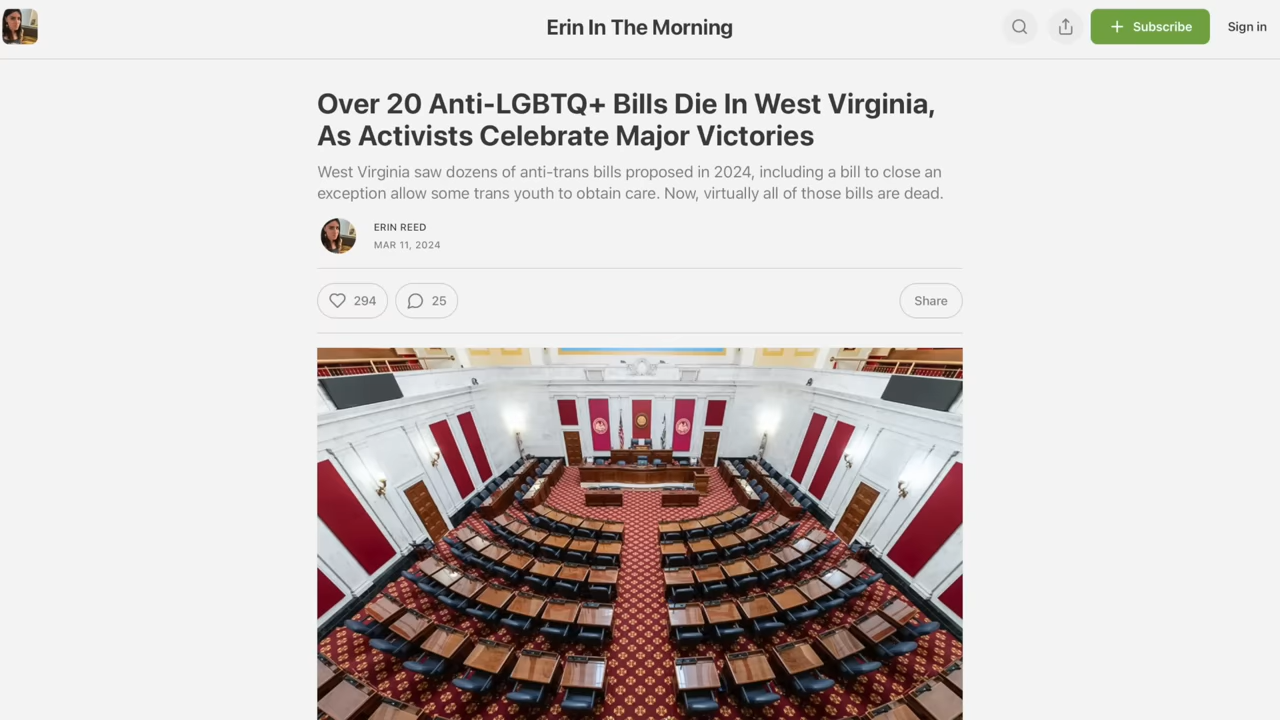 Erin In The Morning
Subscribe
Sign in
Over 20 Anti-LGBTQ+ Bills Die In West Virginia,
As Activists Celebrate Major Victories
West Virginia saw dozens of anti-trans bills proposed in 2024, including a bill to close an
exception allow some trans youth to obtain care. Now, virtually all of those bills are dead.
ERIN REED
MAR 11, 2024
294
25
Share